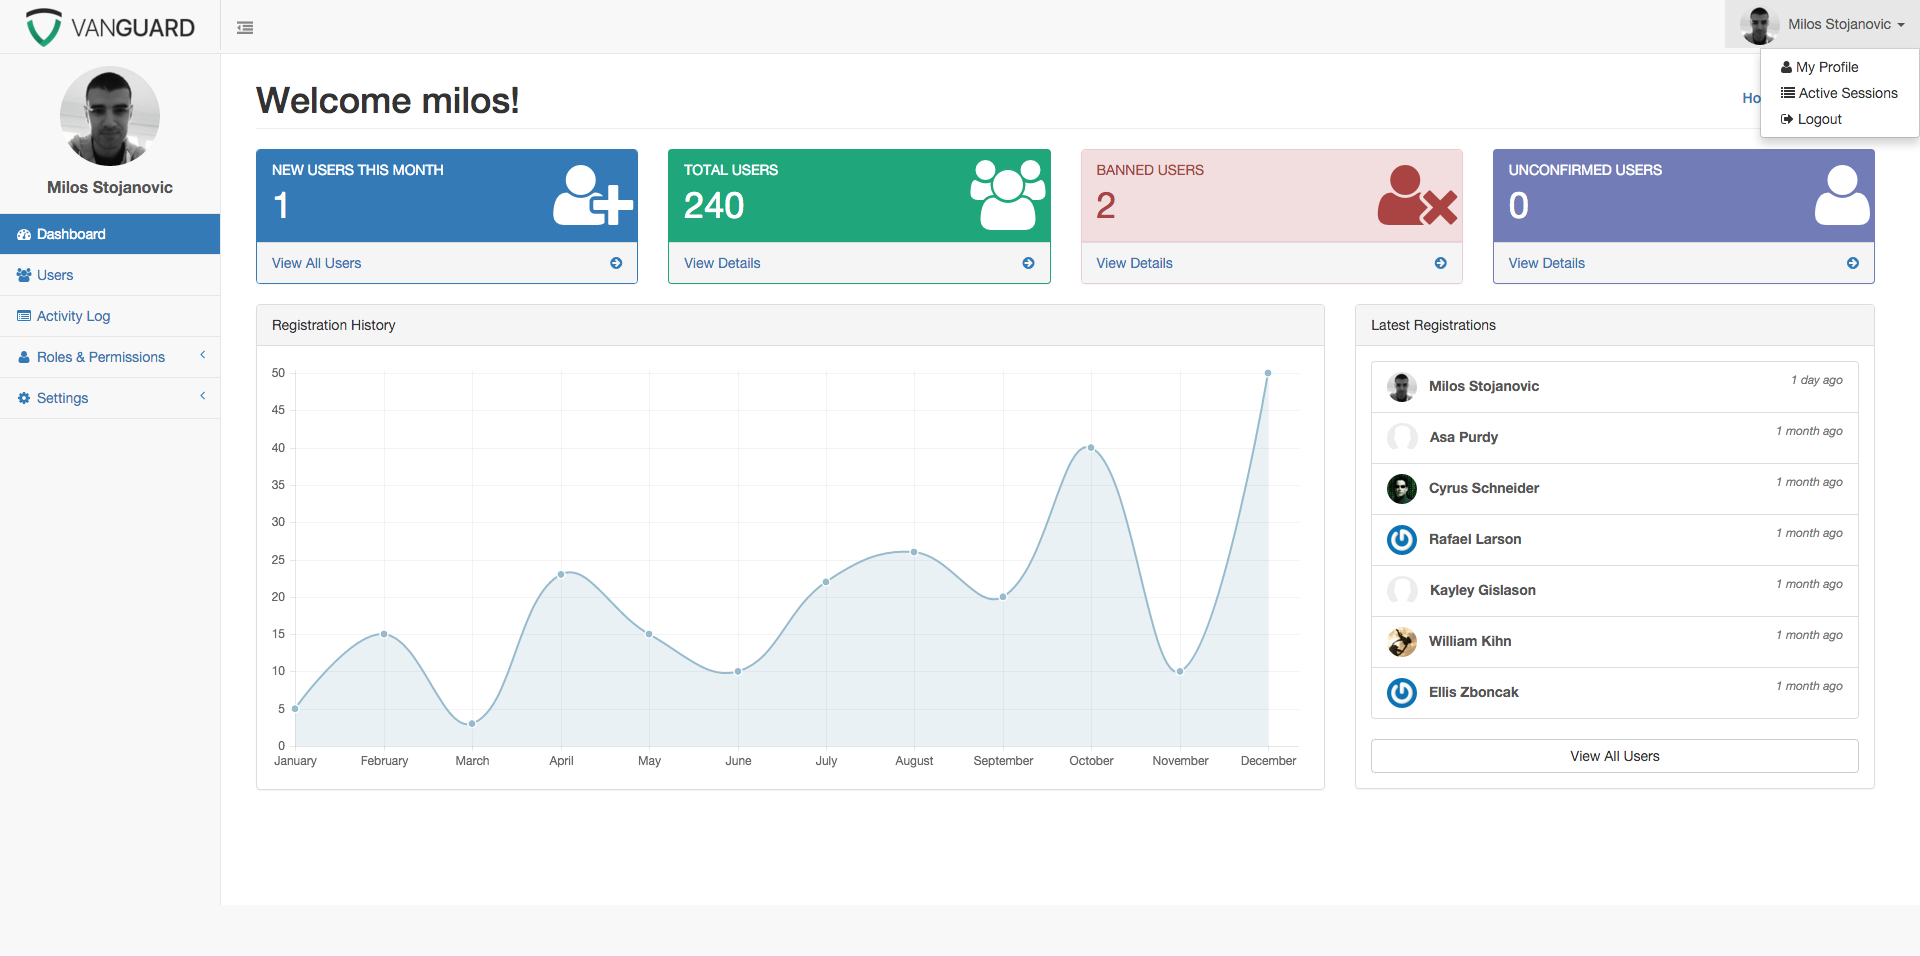 VANGUARD
Milos Stojanovic
My Profile
Active Sessions
Logout
Milos Stojanovic
Dashboard
Users
Activity Log
Roles & Permissions
Settings
Welcome milos!
Ho
NEW USERS THIS MONTH
1
View All Users
TOTAL USERS
240
View Details
BANNED USERS
2
View Details
UNCONFIRMED USERS
0
View Details
Registration History
50
45
40
35
30
25
20
15
10
5
0
January February March April May June July August September October November December
Latest Registrations
Milos Stojanovic 1 day ago
Asa Purdy 1 month ago
Cyrus Schneider 1 month ago
Rafael Larson 1 month ago
Kayley Gislason 1 month ago
William Kihn 1 month ago
Ellis Zboncak 1 month ago
View All Users